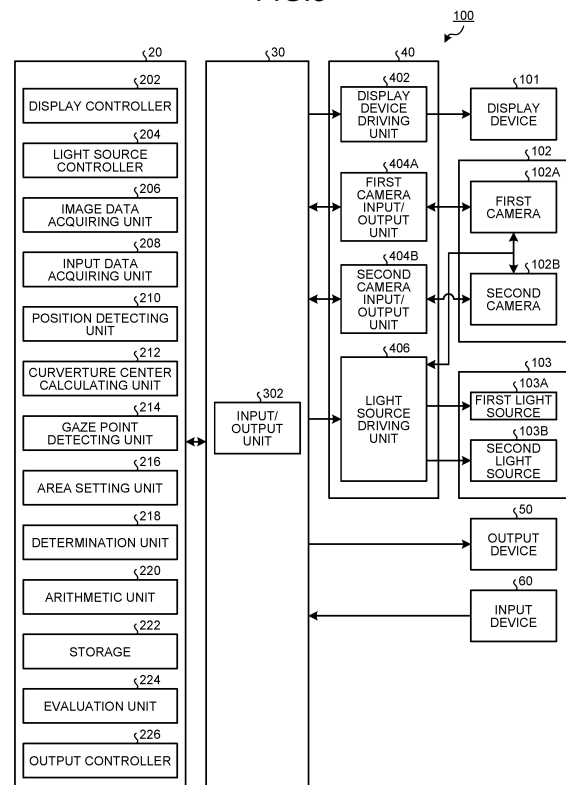 100
20
202
DISPLAY CONTROLLER
204
LIGHT SOURCE
CONTROLLER
206
IMAGE DATA
ACQUIRING UNIT
208
INPUT DATA
ACQUIRING UNIT
210
POSITION DETECTING
UNIT
212
CURVERTURE CENTER
CALCULATING UNIT
214
GAZE POINT
DETECTING UNIT
216
AREA SETTING UNIT
218
DETERMINATION UNIT
220
ARITHMETIC UNIT
222
STORAGE
224
EVALUATION UNIT
226
OUTPUT CONTROLLER
30
302
INPUT/
OUTPUT
UNIT
40
402
DISPLAY
DEVICE
DRIVING
UNIT
404A
FIRST
CAMERA
INPUT/
OUTPUT
UNIT
404B
SECOND
CAMERA
INPUT/
OUTPUT
UNIT
406
LIGHT
SOURCE
DRIVING
UNIT
101
DISPLAY
DEVICE
102
102A
FIRST
CAMERA
102B
SECOND
CAMERA
103
103A
FIRST LIGHT
SOURCE
103B
SECOND
LIGHT
SOURCE
50
OUTPUT
DEVICE
60
INPUT
DEVICE